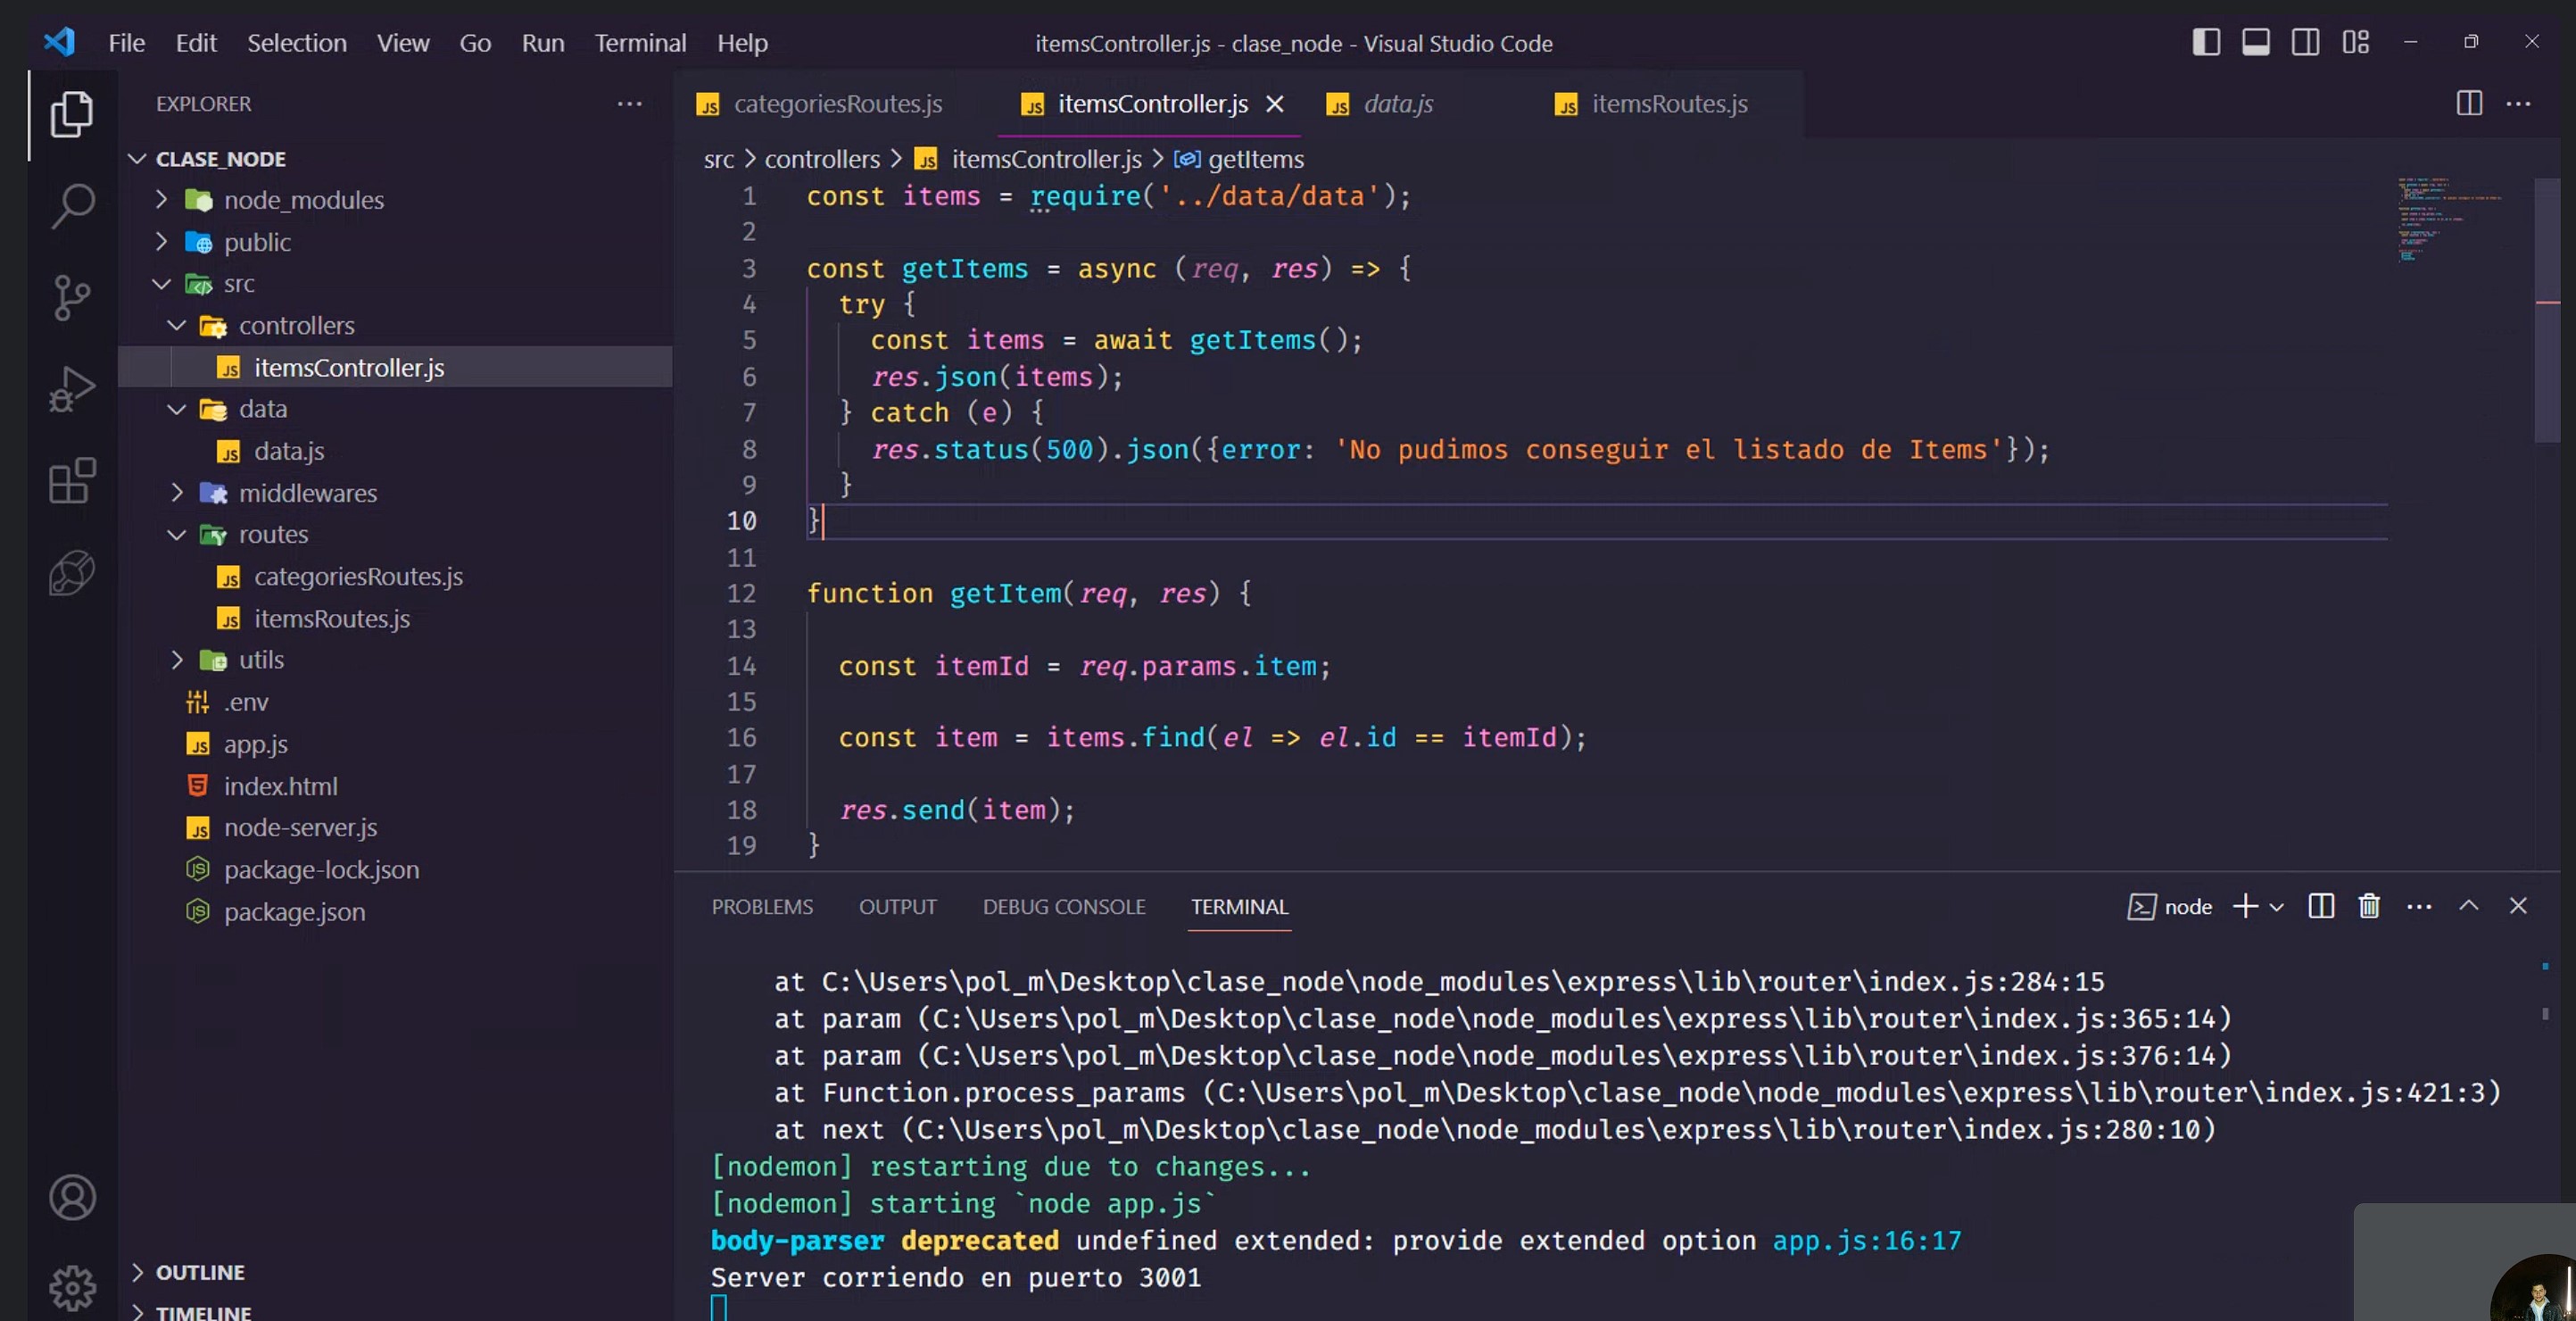 File Edit Selection View Go Run Terminal Help
itemsController.js - clase_node - Visual Studio Code
EXPLORER
CLASE_NODE
node_modules
public
src
controllers
itemsController.js
data
data.js
middlewares
routes
categoriesRoutes.js
itemsRoutes.js
utils
.env
app.js
index.html
node-server.js
package-lock.json
package.json
OUTLINE
TIMELINE
categoriesRoutes.js itemsController.js data.js itemsRoutes.js
src > controllers > itemsController.js > getItems
1 const items = require('../data/data');
2
3 const getItems = async (req, res) => {
4 try {
5 const items = await getItems();
6 res.json(items);
7 } catch (e) {
8 res.status(500).json({error: 'No pudimos conseguir el listado de Items'});
9 }
10 }
11
12 function getItem(req, res) {
13
14 const itemId = req.params.item;
15
16 const item = items.find(el => el.id == itemId);
17
18 res.send(item);
19 }
PROBLEMS OUTPUT DEBUG CONSOLE TERMINAL
node
at C:\Users\pol_m\Desktop\clase_node\node_modules\express\lib\router\index.js:284:15
at param (C:\Users\pol_m\Desktop\clase_node\node_modules\express\lib\router\index.js:365:14)
at param (C:\Users\pol_m\Desktop\clase_node\node_modules\express\lib\router\index.js:376:14)
at Function.process_params (C:\Users\pol_m\Desktop\clase_node\node_modules\express\lib\router\index.js:421:3)
at next (C:\Users\pol_m\Desktop\clase_node\node_modules\express\lib\router\index.js:280:10)
[nodemon] restarting due to changes...
[nodemon] starting `node app.js`
body-parser deprecated undefined extended: provide extended option app.js:16:17
Server corriendo en puerto 3001